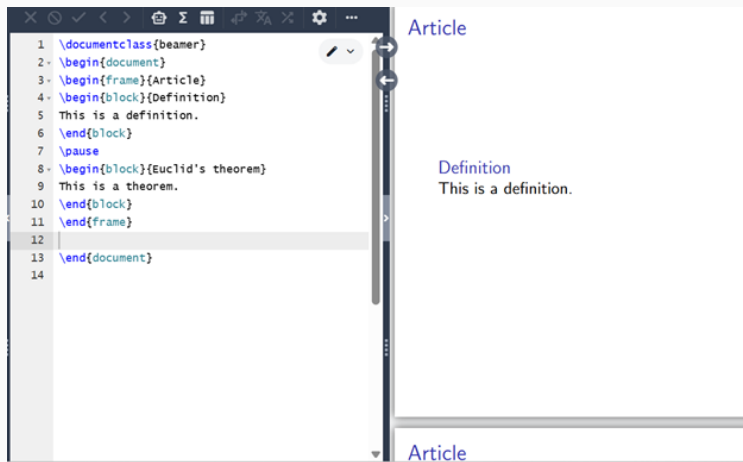 1 \documentclass{beamer}
2 \begin{document}
3 \begin{frame}{Article}
4 \begin{block}{Definition}
5 This is a definition.
6 \end{block}
7 \pause
8 \begin{block}{Euclid's theorem}
9 This is a theorem.
10 \end{block}
11 \end{frame}
12
13 \end{document}
14
Article
Definition
This is a definition.
Article